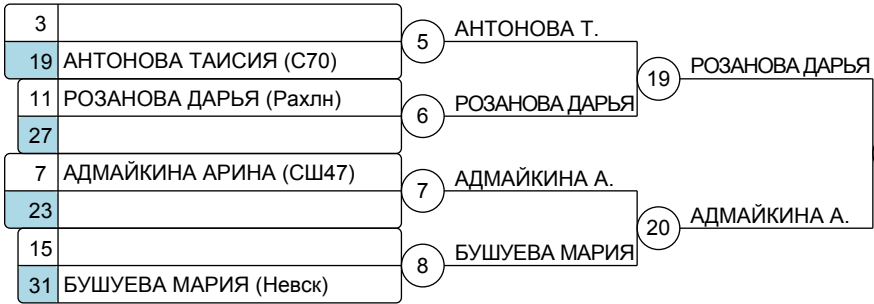 3
19 АНТОНОВА ТАИСИЯ (С70)
11 РОЗАНОВА ДАРЬЯ (Рахлн)
27
7 АДМАЙКИНА АРИНА (СШ47)
23
15
31 БУШУЕВА МАРИЯ (Невск)
5
6
7
8
АНТОНОВА Т.
РОЗАНОВА ДАРЬЯ
АДМАЙКИНА А.
БУШУЕВА МАРИЯ
19
20
РОЗАНОВА ДАРЬЯ
АДМАЙКИНА А.